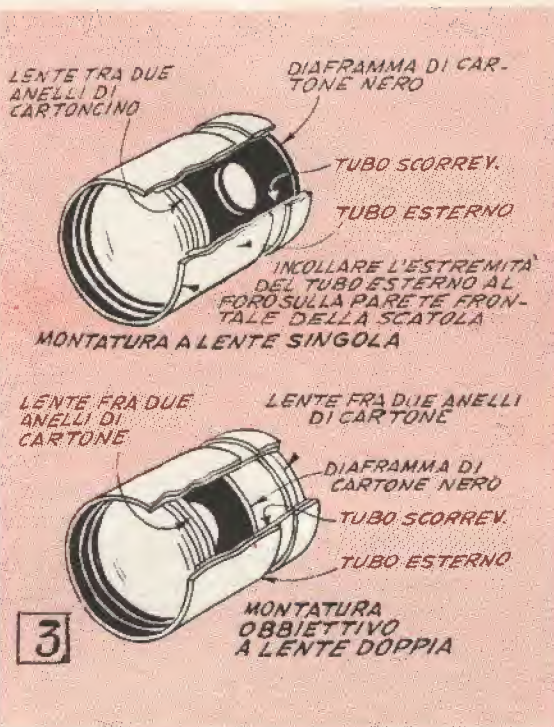 LENTE TRA DUE
ANELLI DI
CARTONCINO
DIAFRAMMA DI CAR-
TONE NERO
TUBO SCORREV.
TUBO ESTERNO
INCOLLARE L'ESTREMITÀ
DEL TUBO ESTERNO AL
FORO SULLA PARETE FRON-
TALE DELLA SCATOLA
MONTATURA A LENTE SINGOLA
LENTE FRA DUE
ANELLI DI
CARTONE
LENTE FRA DUE ANELLI
DI CARTONE
DIAFRAMMA DI
CARTONE NERO
TUBO SCORREV.
TUBO ESTERNO
3
MONTATURA
OBBIETTIVO
A LENTE DOPPIA